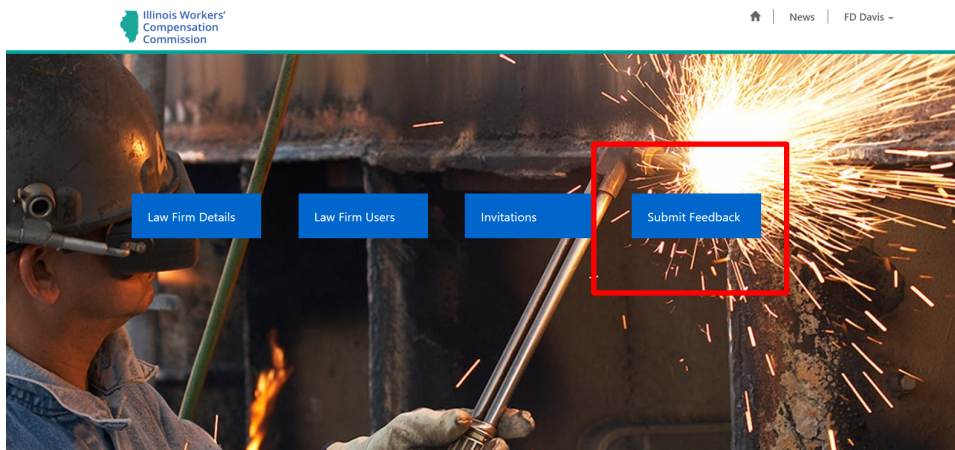 Illinois Workers'
Compensation
Commission
News
FD Davis
Law Firm Details
Law Firm Users
Invitations
Submit Feedback